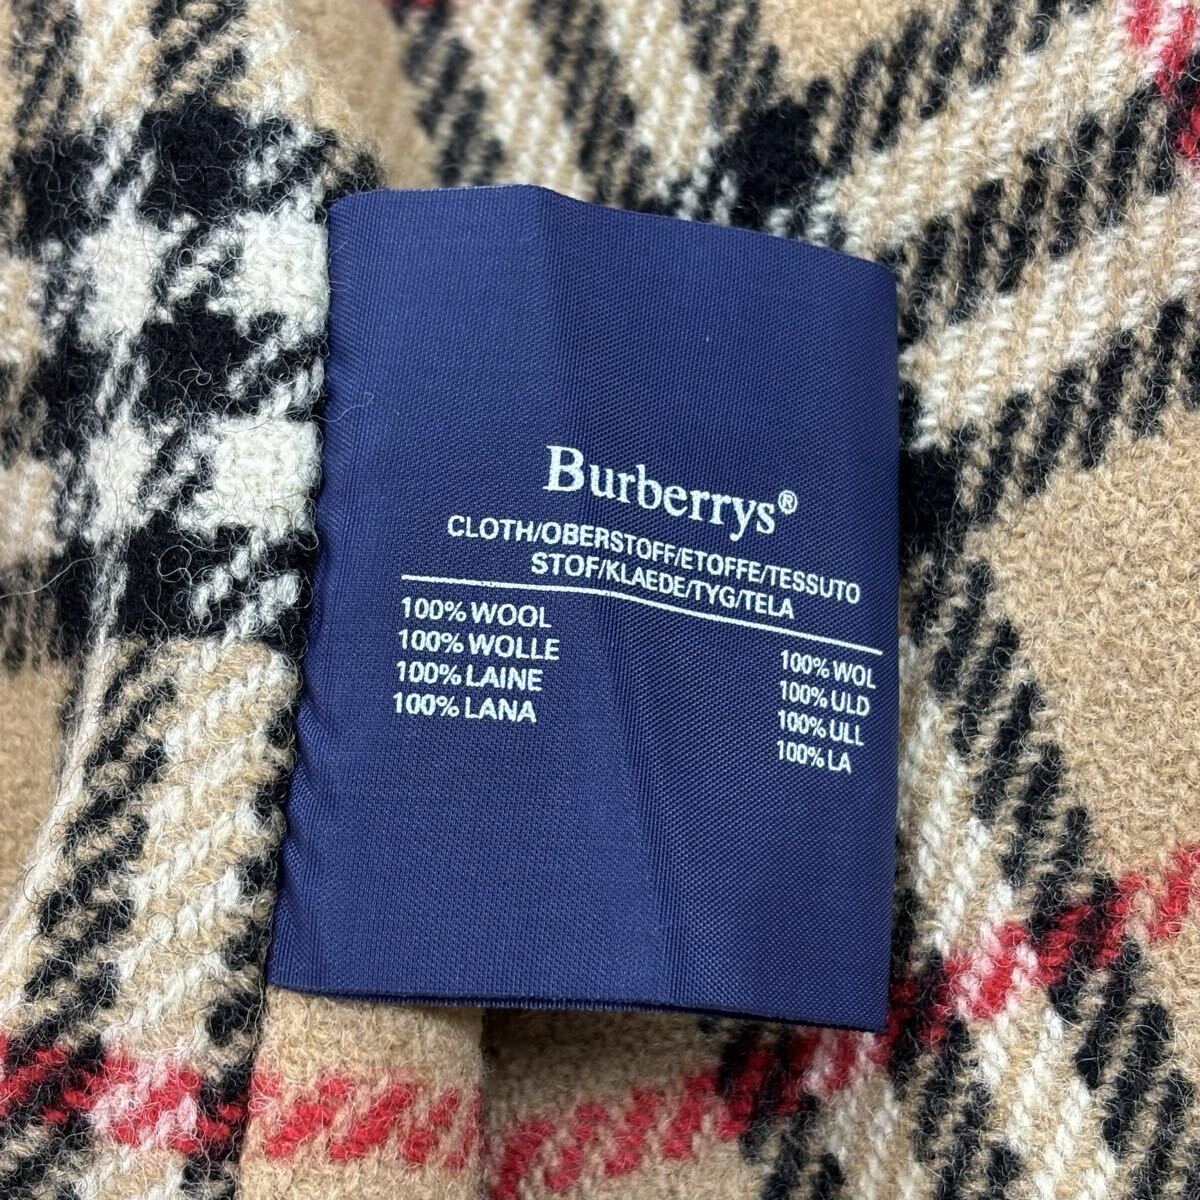 Burberrys®
CLOTH/OBERSTOFF/ETOFFE/TESSUTO
STOF/KLAEDE/TYG/TELA
100% WOOL
100% WOLLE
100% LAINE
100% LANA
100% WOL
100% ULD
100% ULL
100% LA